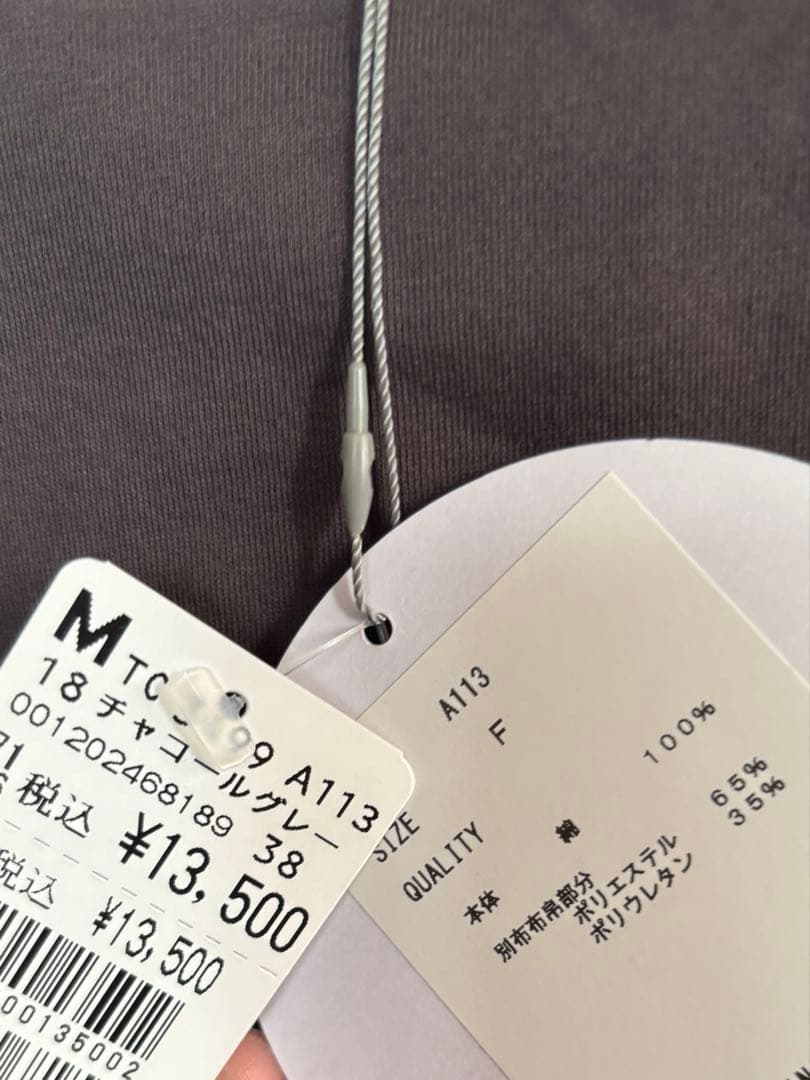 M
A113
18 チャコールグレー
001202468189 38
税込 ¥13,500
税込 ¥13,500
00135002
A113
F
SIZE
QUALITY
本体 綿 100%
別布布帛部分
ポリエステル 65%
ポリウレタン 35%